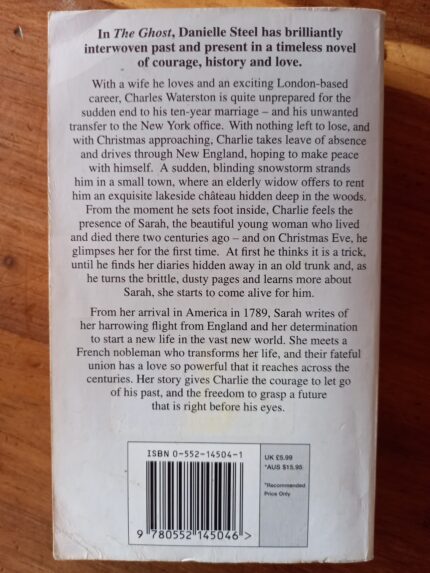 In The Ghost, Danielle Steel has brilliantly
interwoven past and present in a timeless novel
of courage, history and love.
With a wife he loves and an exciting London-based
career, Charles Waterston is quite unprepared for the
sudden end to his ten-year marriage – and his unwanted
transfer to the New York office. With nothing left to lose, and
with Christmas approaching, Charlie takes leave of absence
and drives through New England, hoping to make peace
with himself. A sudden, blinding snowstorm strands
him in a small town, where an elderly widow offers to rent
him an exquisite lakeside château hidden deep in the woods.
From the moment he sets foot inside, Charlie feels the
presence of Sarah, the beautiful young woman who lived
and died there two centuries ago – and on Christmas Eve, he
glimpses her for the first time. At first he thinks it is a trick,
until he finds her diaries hidden away in an old trunk and, as
he turns the brittle, dusty pages and learns more about
Sarah, she starts to come alive for him.
From her arrival in America in 1789, Sarah writes of
her harrowing flight from England and her determination
to start a new life in the vast new world. She meets a
French nobleman who transforms her life, and their fateful
union has a love so powerful that it reaches across the
centuries. Her story gives Charlie the courage to let go
of his past, and the freedom to grasp a future
that is right before his eyes.
ISBN 0-552-14504-1
9 780552 145046 >
UK £5.99
*AUS $15.95
*Recommended
Price Only